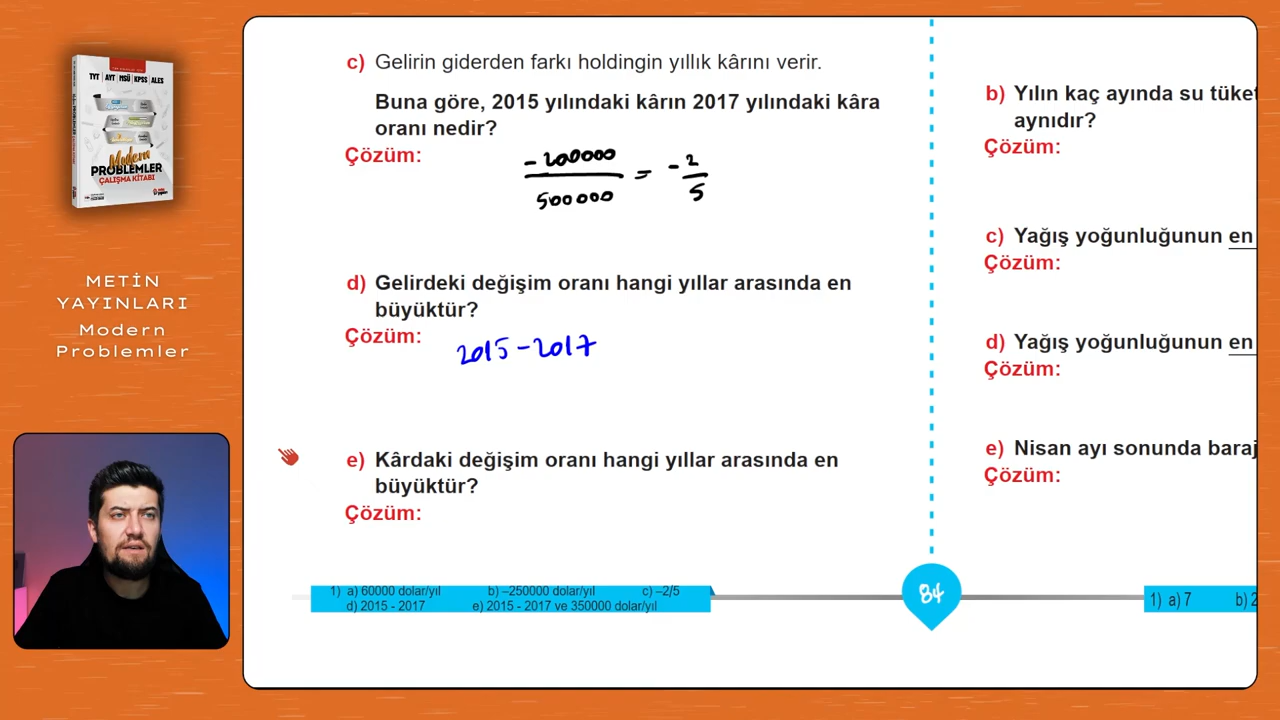 TYT AYT MSÜ KPSS ALES
Modern
PROBLEMLER
ÇALIŞMA KİTABI
METİN
YAYINLARI
Modern
Problemler
c) Gelirin giderden farkı holdingin yıllık kârını verir.
Buna göre, 2015 yılındaki kârın 2017 yılındaki kâra
oranı nedir?
Çözüm:
-200000
500000
= -2/5
d) Gelirdeki değişim oranı hangi yıllar arasında en
büyüktür?
Çözüm:
2015-2017
e) Kârdaki değişim oranı hangi yıllar arasında en
büyüktür?
Çözüm:
1) a) 60000 dolar/yıl b) –250000 dolar/yıl c) –2/5
d) 2015 - 2017 e) 2015 - 2017 ve 350000 dolar/yıl
84
b) Yılın kaç ayında su tüket
aynıdır?
Çözüm:
c) Yağış yoğunluğunun en
Çözüm:
d) Yağış yoğunluğunun en
Çözüm:
e) Nisan ayı sonunda baraj
Çözüm:
1) a) 7 b) 2